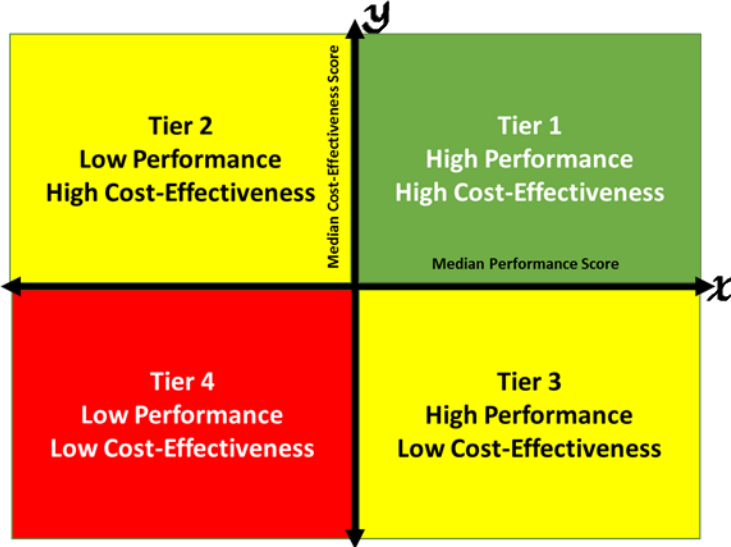 y
Median Cost-Effectiveness Score
Tier 2
Low Performance
High Cost-Effectiveness
Tier 1
High Performance
High Cost-Effectiveness
Median Performance Score
x
Tier 4
Low Performance
Low Cost-Effectiveness
Tier 3
High Performance
Low Cost-Effectiveness